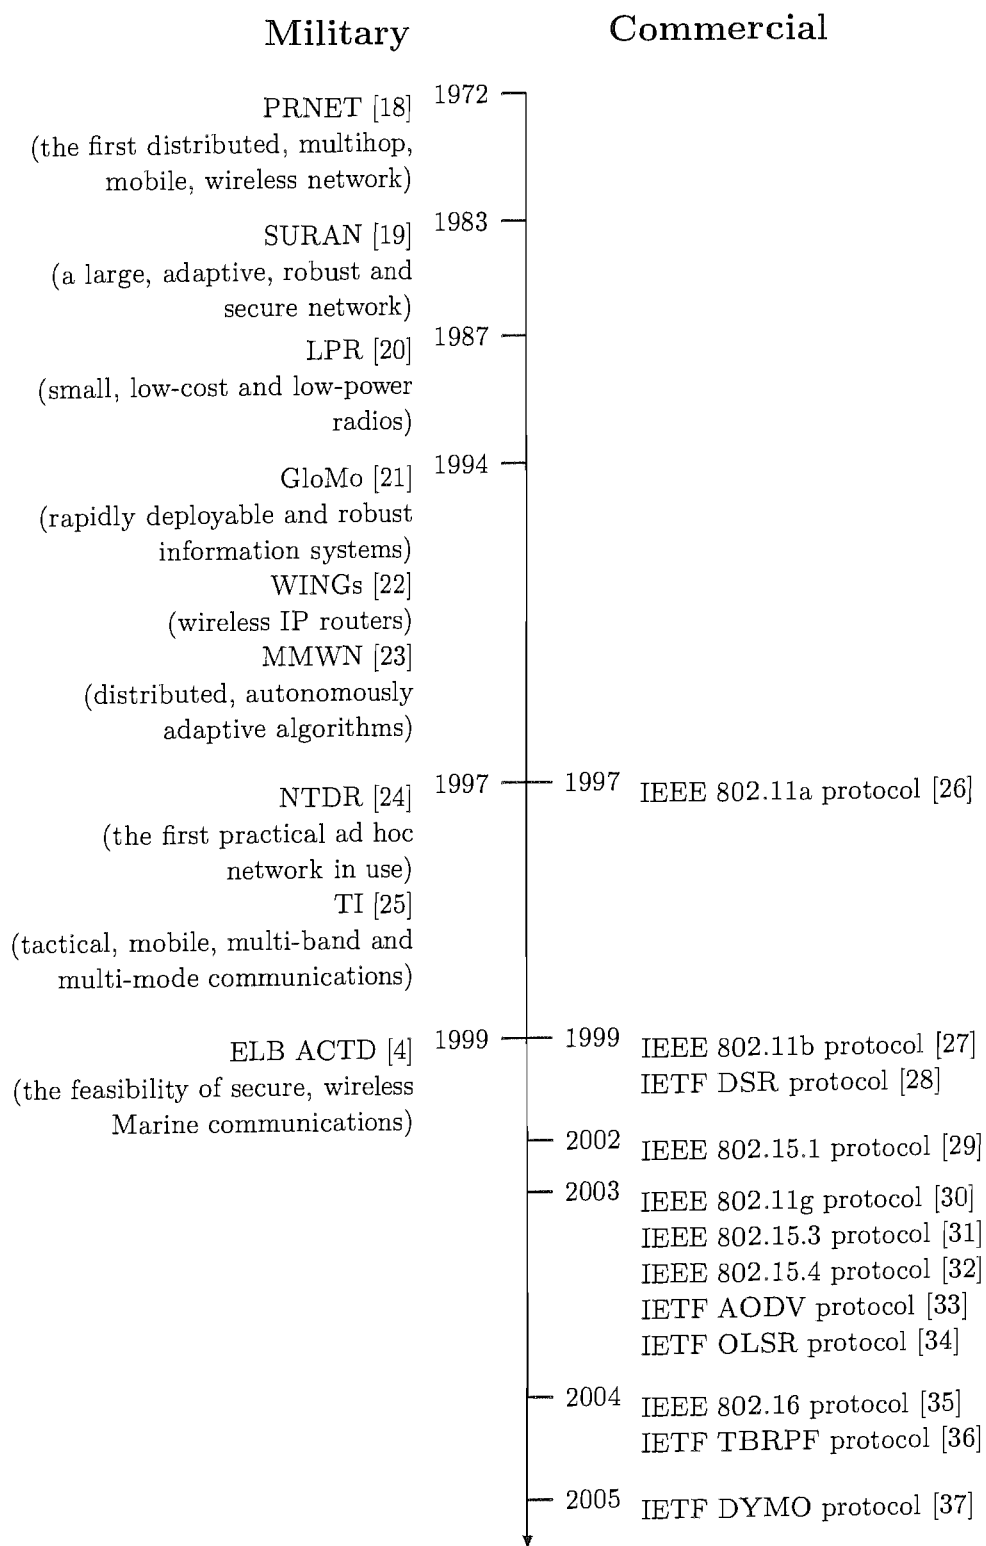 Military
Commercial
1972
PRNET [18]
(the first distributed, multihop,
mobile, wireless network)
1983
SURAN [19]
(a large, adaptive, robust and
secure network)
1987
LPR [20]
(small, low-cost and low-power
radios)
1994
GloMo [21]
(rapidly deployable and robust
information systems)
WINGs [22]
(wireless IP routers)
MMWN [23]
(distributed, autonomously
adaptive algorithms)
1997
NTDR [24]
(the first practical ad hoc
network in use)
TI [25]
(tactical, mobile, multi-band and
multi-mode communications)
1997
IEEE 802.11a protocol [26]
1999
ELB ACTD [4]
(the feasibility of secure, wireless
Marine communications)
1999
IEEE 802.11b protocol [27]
IETF DSR protocol [28]
2002
IEEE 802.15.1 protocol [29]
2003
IEEE 802.11g protocol [30]
IEEE 802.15.3 protocol [31]
IEEE 802.15.4 protocol [32]
IETF AODV protocol [33]
IETF OLSR protocol [34]
2004
IEEE 802.16 protocol [35]
IETF TBRPF protocol [36]
2005
IETF DYMO protocol [37]